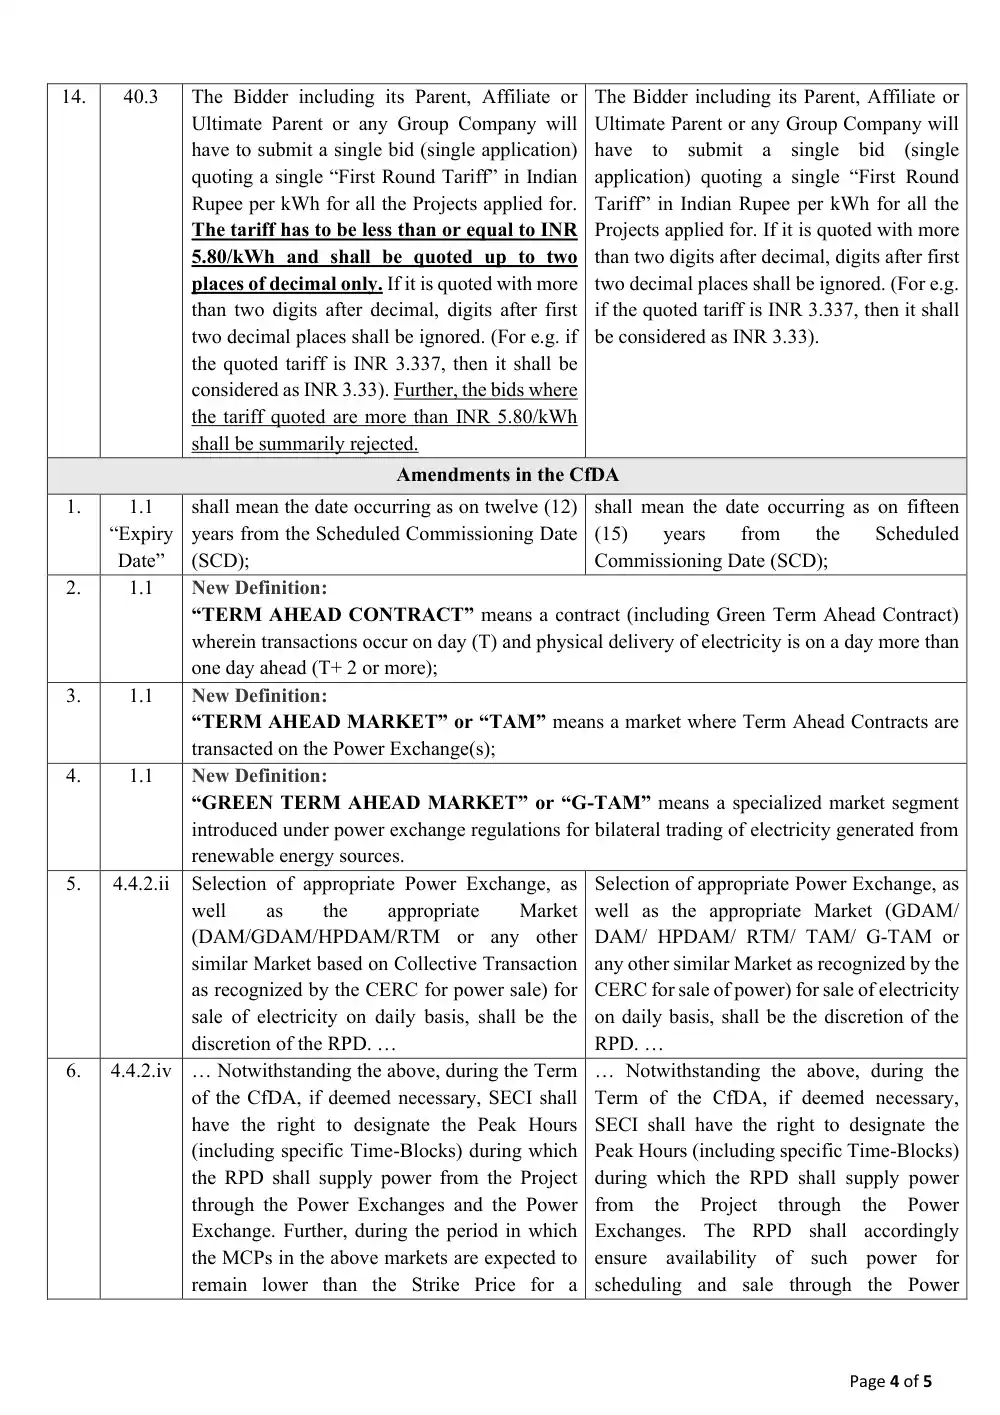 14.
40.3
The Bidder including its Parent, Affiliate or
Ultimate Parent or any Group Company will
have to submit a single bid (single application)
quoting a single “First Round Tariff” in Indian
Rupee per kWh for all the Projects applied for.
The tariff has to be less than or equal to INR
5.80/kWh and shall be quoted up to two
places of decimal only. If it is quoted with more
than two digits after decimal, digits after first
two decimal places shall be ignored. (For e.g. if
the quoted tariff is INR 3.337, then it shall be
considered as INR 3.33). Further, the bids where
the tariff quoted are more than INR 5.80/kWh
shall be summarily rejected.
The Bidder including its Parent, Affiliate or
Ultimate Parent or any Group Company will
have to submit a single bid (single
application) quoting a single “First Round
Tariff” in Indian Rupee per kWh for all the
Projects applied for. If it is quoted with more
than two digits after decimal, digits after first
two decimal places shall be ignored. (For e.g.
if the quoted tariff is INR 3.337, then it shall
be considered as INR 3.33).
Amendments in the CfDA
1.
1.1
“Expiry
Date”
shall mean the date occurring as on twelve (12)
years from the Scheduled Commissioning Date
(SCD);
shall mean the date occurring as on fifteen
(15) years from the Scheduled
Commissioning Date (SCD);
2.
1.1
New Definition:
“TERM AHEAD CONTRACT” means a contract (including Green Term Ahead Contract)
wherein transactions occur on day (T) and physical delivery of electricity is on a day more than
one day ahead (T+ 2 or more);
3.
1.1
New Definition:
“TERM AHEAD MARKET” or “TAM” means a market where Term Ahead Contracts are
transacted on the Power Exchange(s);
4.
1.1
New Definition:
“GREEN TERM AHEAD MARKET” or “G-TAM” means a specialized market segment
introduced under power exchange regulations for bilateral trading of electricity generated from
renewable energy sources.
5.
4.4.2.ii
Selection of appropriate Power Exchange, as
well as the appropriate Market
(DAM/GDAM/HPDAM/RTM or any other
similar Market based on Collective Transaction
as recognized by the CERC for power sale) for
sale of electricity on daily basis, shall be the
discretion of the RPD. …
Selection of appropriate Power Exchange, as
well as the appropriate Market (GDAM/
DAM/ HPDAM/ RTM/ TAM/ G-TAM or
any other similar Market as recognized by the
CERC for sale of power) for sale of electricity
on daily basis, shall be the discretion of the
RPD. …
6.
4.4.2.iv
… Notwithstanding the above, during the Term
of the CfDA, if deemed necessary, SECI shall
have the right to designate the Peak Hours
(including specific Time-Blocks) during which
the RPD shall supply power from the Project
through the Power Exchanges and the Power
Exchange. Further, during the period in which
the MCPs in the above markets are expected to
remain lower than the Strike Price for a
… Notwithstanding the above, during the
Term of the CfDA, if deemed necessary,
SECI shall have the right to designate the
Peak Hours (including specific Time-Blocks)
during which the RPD shall supply power
from the Project through the Power
Exchanges. The RPD shall accordingly
ensure availability of such power for
scheduling and sale through the Power
Page 4 of 5